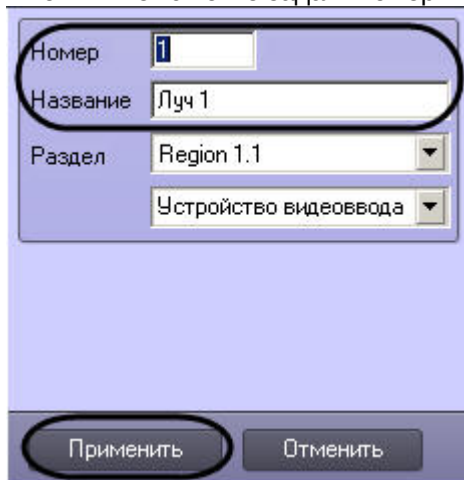 Номер 1
Название Луч 1
Раздел Region 1.1
Устройство видеоввода
Применить Отменить